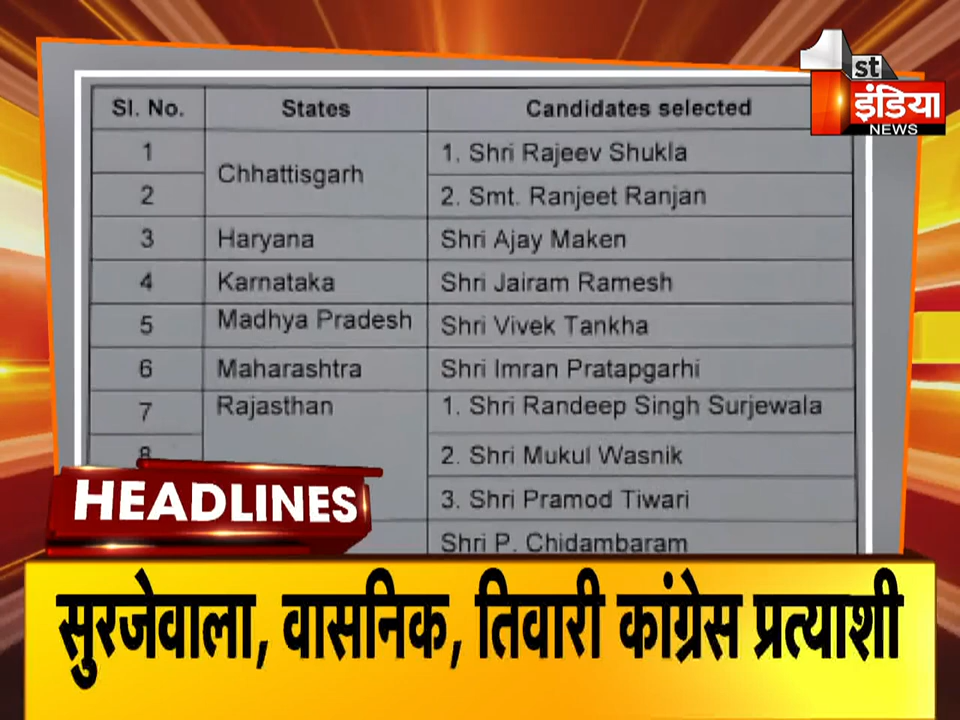 1st
इंडिया
NEWS
Sl. No. States Candidates selected
1 Chhattisgarh 1. Shri Rajeev Shukla
2 2. Smt. Ranjeet Ranjan
3 Haryana Shri Ajay Maken
4 Karnataka Shri Jairam Ramesh
5 Madhya Pradesh Shri Vivek Tankha
6 Maharashtra Shri Imran Pratapgarhi
7 Rajasthan 1. Shri Randeep Singh Surjewala
8 2. Shri Mukul Wasnik
3. Shri Pramod Tiwari
Shri P. Chidambaram
HEADLINES
सुरजेवाला, वासनिक, तिवारी कांग्रेस प्रत्याशी